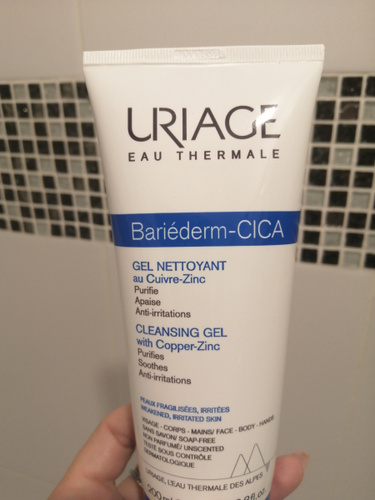 URIAGE
EAU THERMALE
Bariéderm-CICA
GEL NETTOYANT
au Cuivre-Zinc
Purifie
Apaise
Anti-irritations
CLEANSING GEL
with Copper-Zinc
Purifies
Soothes
Anti-irritations
PEAUX FRAGILISÉES, IRRITÉES
WEAKENED, IRRITATED SKIN
VISAGE - CORPS - MAINS/ FACE - BODY - HANDS
SANS SAVON/ SOAP-FREE
NON PARFUMÉ/ UNSCENTED
TESTÉ SOUS CONTRÔLE
DERMATOLOGIQUE
URIAGE, L'EAU THERMALE DES ALPES